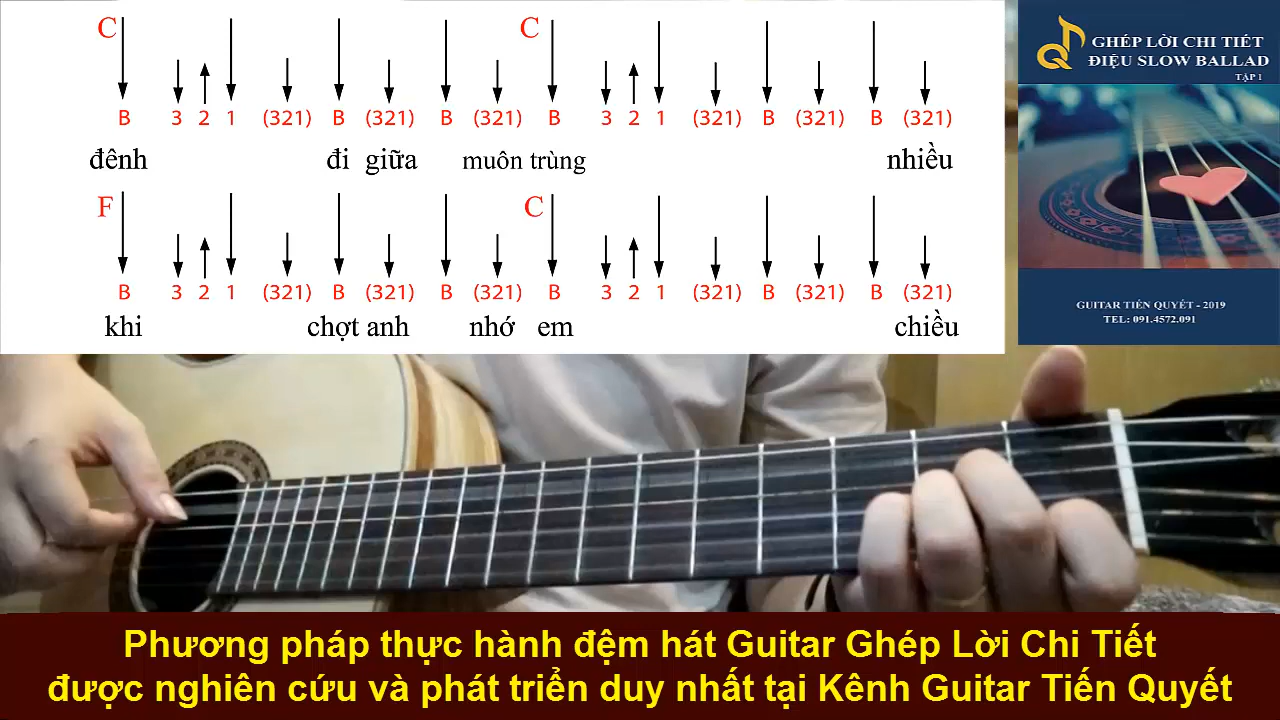 C C
B 3 2 1 (321) B (321) B (321) B 3 2 1 (321) B (321) B (321)
đênh đi giữa muôn trùng nhiều
F C
B 3 2 1 (321) B (321) B (321) B 3 2 1 (321) B (321) B (321)
khi chợt anh nhớ em chiều
GHÉP LỜI CHI TIẾT
ĐIỆU SLOW BALLAD
TẬP 1
GUITAR TIẾN QUYẾT - 2019
TEL: 091.4572.091
Phương pháp thực hành đệm hát Guitar Ghép Lời Chi Tiết
được nghiên cứu và phát triển duy nhất tại Kênh Guitar Tiến Quyết